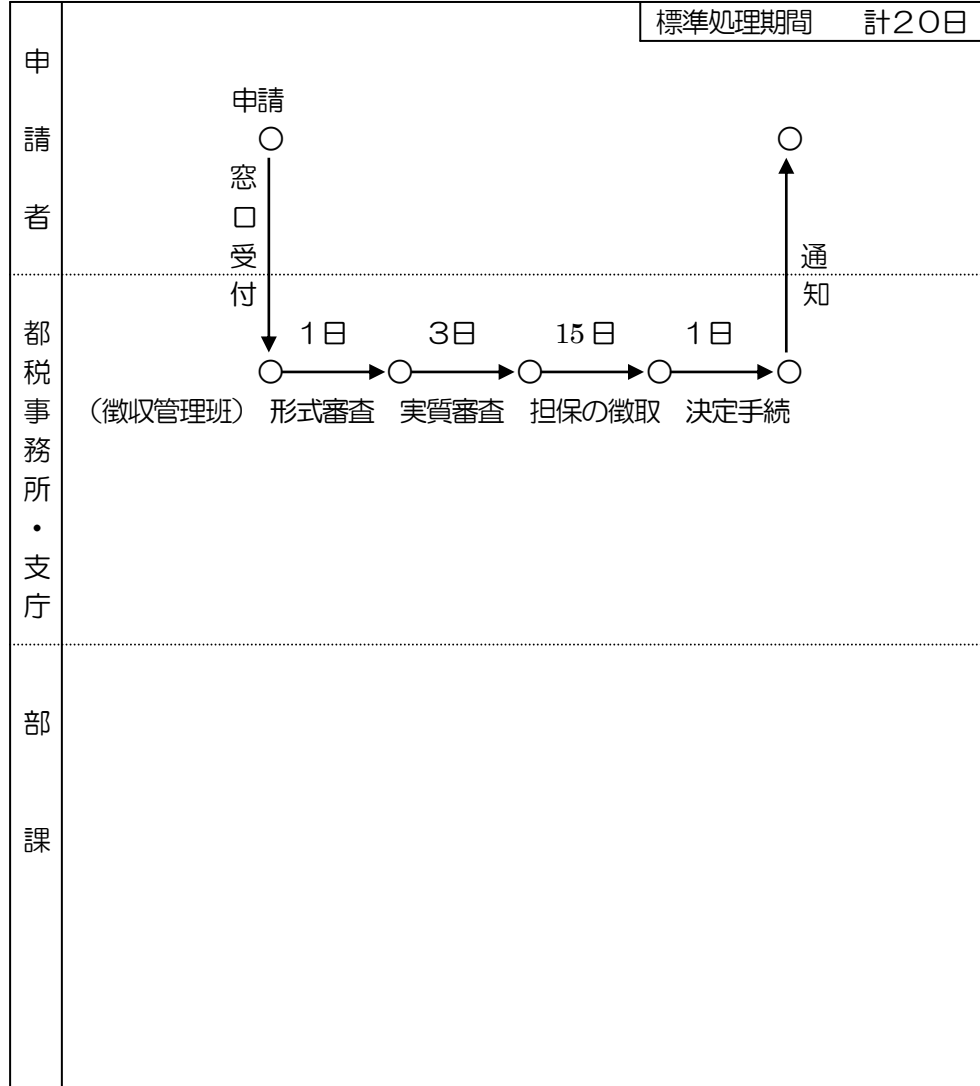 標準処理期間　計20日
申請者
申請
窓口受付
通知
都税事務所・支庁
1日　3日　15日　1日
（徴収管理班）　形式審査　実質審査　担保の徴取　決定手続
部課